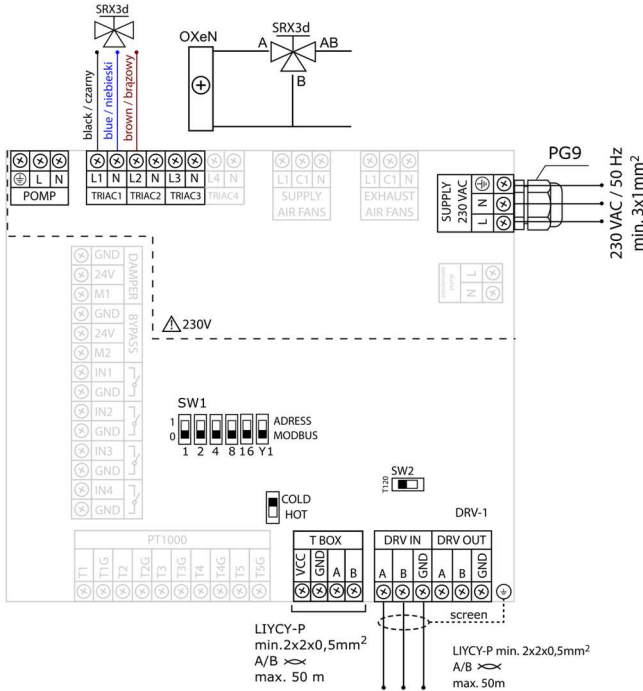 SRX3d
black / czarny
blue / niebieski
brown / brązowy
OXeN
SRX3d
A
AB
B
L N
POMP
L1 N L2 N L3 N L4 N
TRIAC1 TRIAC2 TRIAC3 TRIAC4
L1 C1 N
SUPPLY
AIR FANS
L1 C1 N
EXHAUST
AIR FANS
SUPPLY
230 VAC
L N
PG9
230 VAC / 50 Hz
min. 3x1mm²
N L
GND
24V
M1
DAMPER
GND
24V
M2
BYPASS
IN1
GND
IN2
GND
IN3
GND
IN4
GND
230V
SW1
1
0
ADRESS
MODBUS
1 2 4 8 16 Y1
SW2
T120
COLD
HOT
DRV-1
PT1000
T1 T1G T2 T2G T3 T3G T4 T4G T5 T5G
T BOX
VCC GND A B
DRV IN DRV OUT
A B GND A B GND
screen
LIYCY-P
min.2x2x0,5mm²
A/B
max. 50 m
LIYCY-P min. 2x2x0,5mm²
A/B
max. 50m